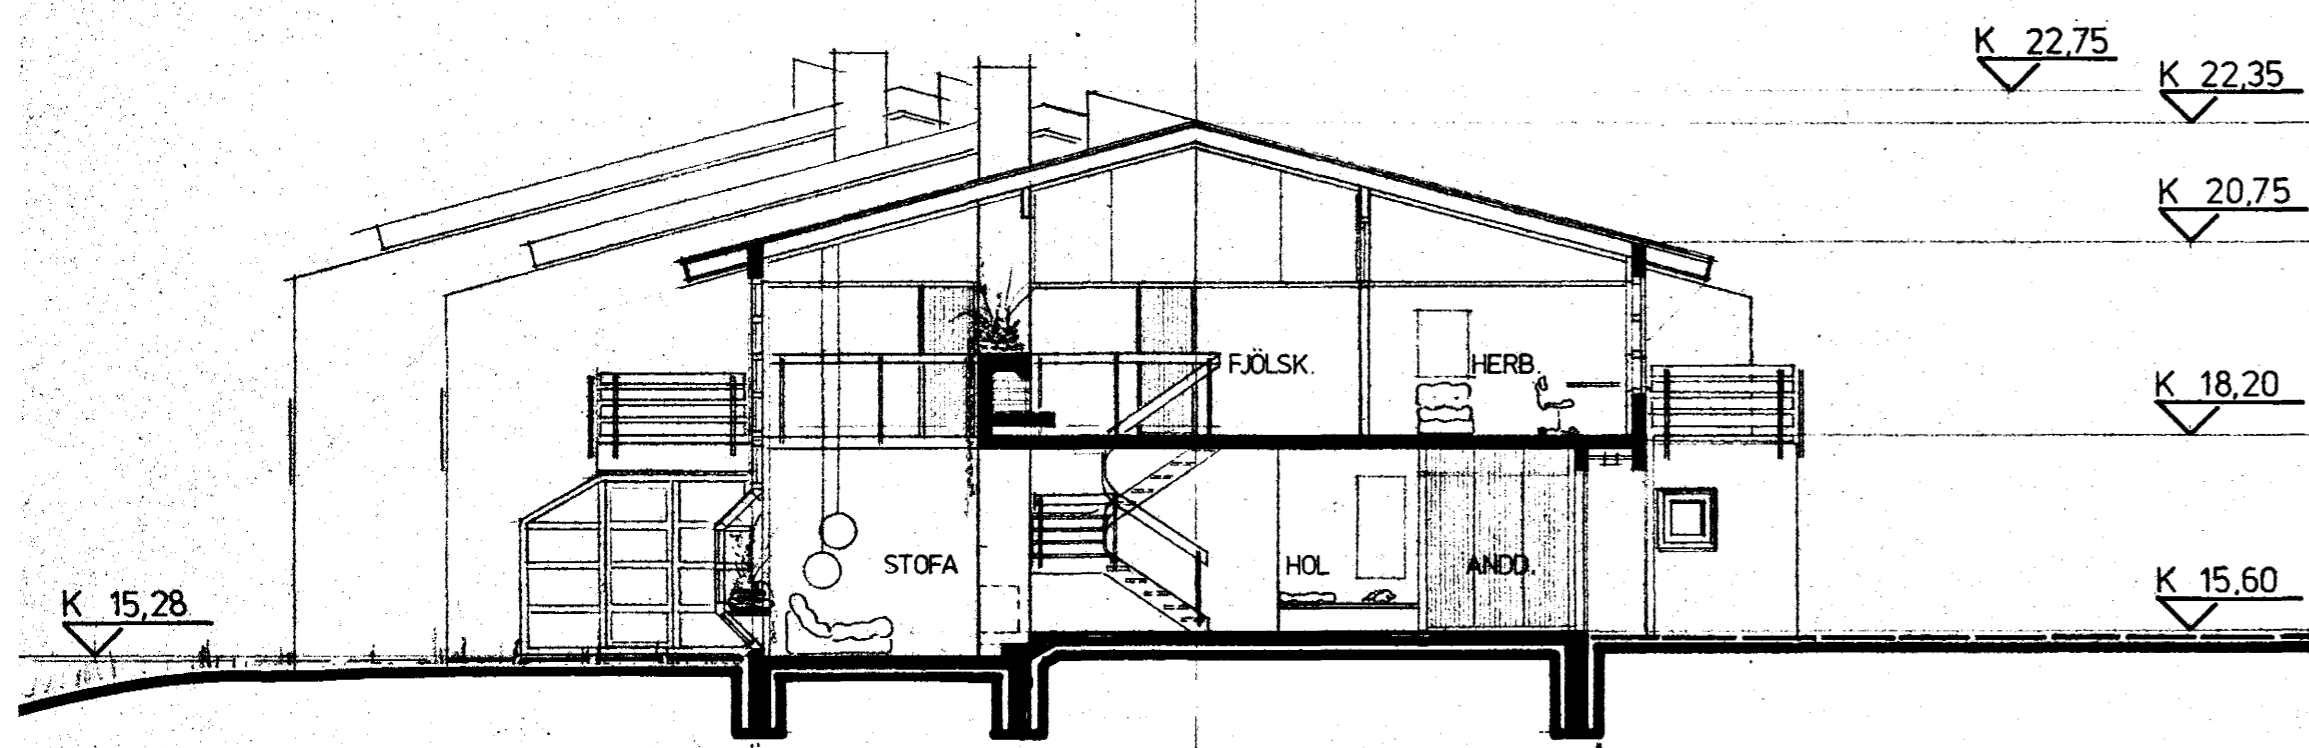 K 22,75
K 22,35
K 20,75
FJÖLSK.
HERB.
K 18,20
STOFA
HOL
ANDD.
K 15,60
K 15,28